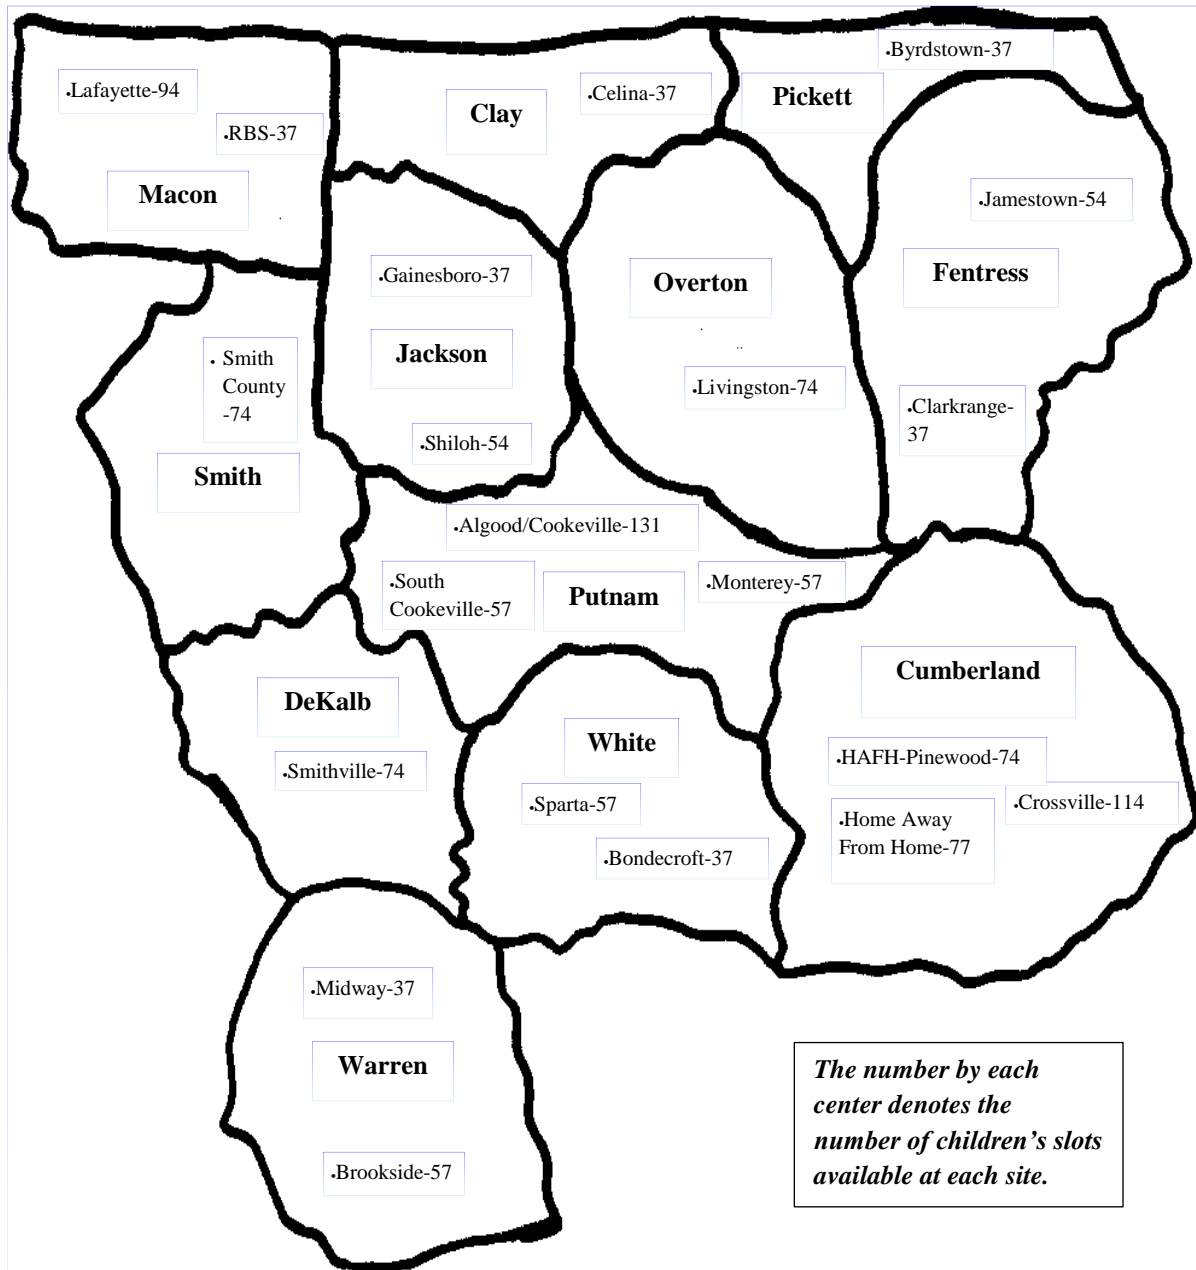 •Byrdstown-37
•Lafayette-94
•Celina-37
Pickett
Clay
•RBS-37
Macon
•Jamestown-54
•Gainesboro-37
Overton
Fentress
Jackson
• Smith
County
-74
•Livingston-74
•Clarkrange-
37
•Shiloh-54
Smith
•Algood/Cookeville-131
•South
Cookeville-57
Putnam
•Monterey-57
Cumberland
DeKalb
White
•HAFH-Pinewood-74
•Smithville-74
•Sparta-57
•Crossville-114
•Home Away
From Home-77
•Bondecroft-37
•Midway-37
Warren
The number by each
center denotes the
number of children’s slots
available at each site.
•Brookside-57